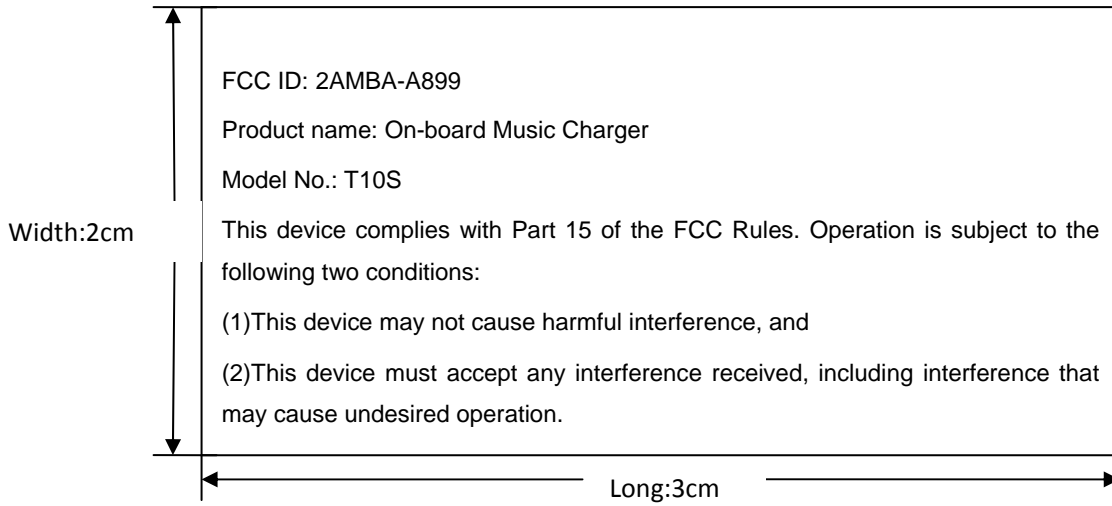 FCC ID: 2AMBA-A899
Product name: On-board Music Charger
Model No.: T10S
Width:2cm
This device complies with Part 15 of the FCC Rules. Operation is subject to the
following two conditions:
(1)This device may not cause harmful interference, and
(2)This device must accept any interference received, including interference that
may cause undesired operation.
Long:3cm